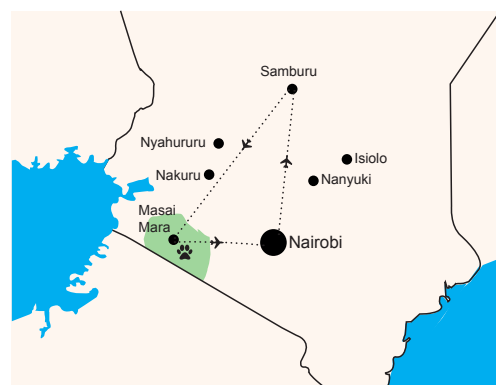 Samburu
Nyahururu
Isiolo
Nakuru
Nanyuki
Masai
Mara
Nairobi